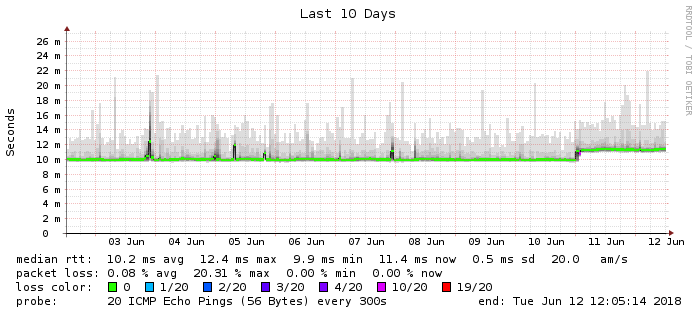 Last 10 Days
RRDTOOL / TOBI OETIKER
Seconds
26 m
24 m
22 m
20 m
18 m
16 m
14 m
12 m
10 m
8 m
6 m
4 m
2 m
0
03 Jun 04 Jun 05 Jun 06 Jun 07 Jun 08 Jun 09 Jun 10 Jun 11 Jun 12 Jun
median rtt: 10.2 ms avg 12.4 ms max 9.9 ms min 11.4 ms now 0.5 ms sd 20.0 am/s
packet loss: 0.08 % avg 20.31 % max 0.00 % min 0.00 % now
loss color: 0 1/20 2/20 3/20 4/20 10/20 19/20
probe: 20 ICMP Echo Pings (56 Bytes) every 300s end: Tue Jun 12 12:05:14 2018